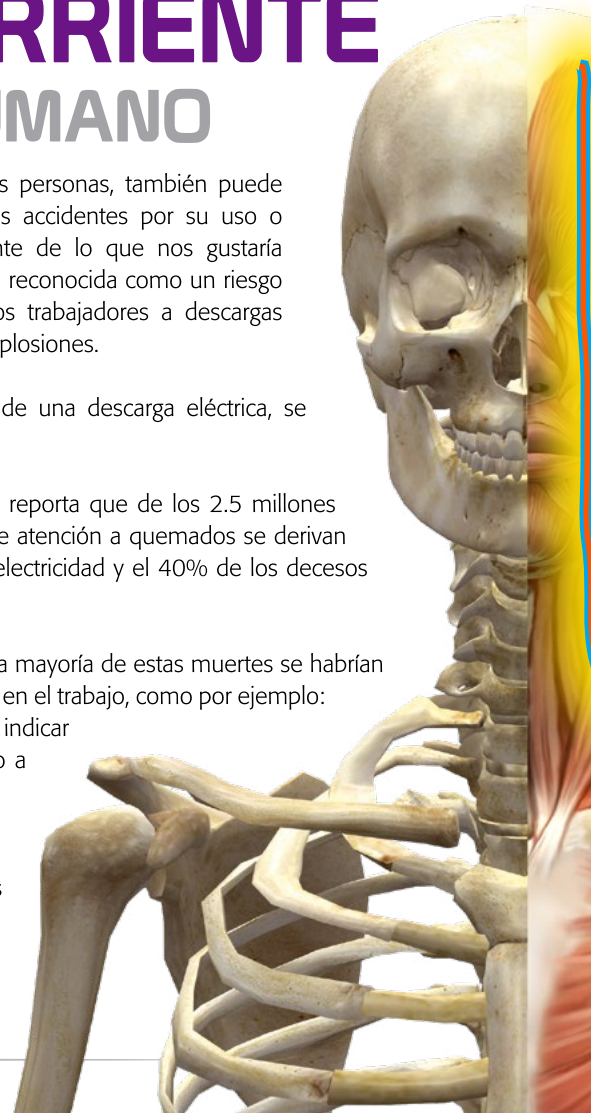 RRIENTE
UMANO
s personas, también puede
s accidentes por su uso o
nte de lo que nos gustaría
reconocida como un riesgo
os trabajadores a descargas
plosiones.
de una descarga eléctrica, se
reporta que de los 2.5 millones
e atención a quemados se derivan
electricidad y el 40% de los decesos
a mayoría de estas muertes se habrían
en el trabajo, como por ejemplo:
indicar
o a
s